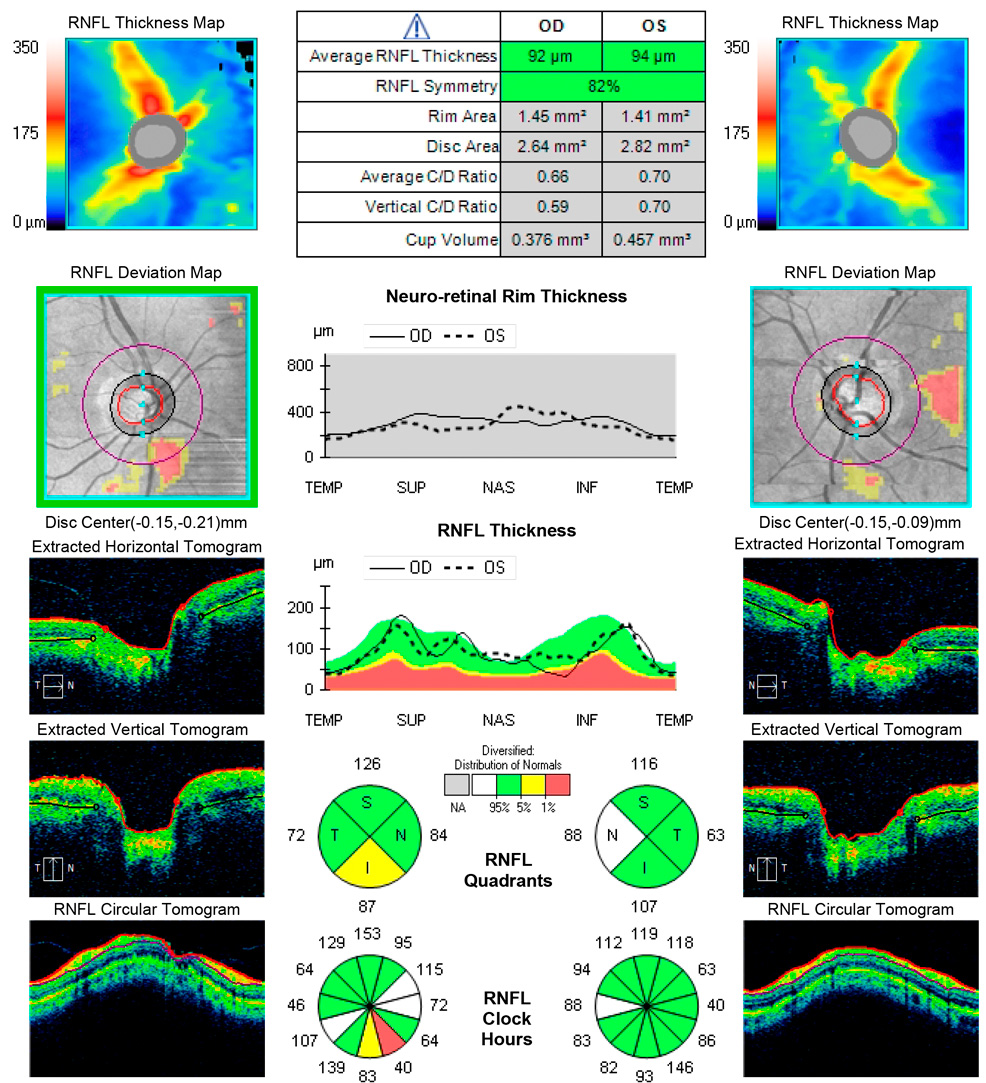 RNFL Thickness Map
350
175
0 µm
OD OS
Average RNFL Thickness 92 µm 94 µm
RNFL Symmetry 82%
Rim Area 1.45 mm² 1.41 mm²
Disc Area 2.64 mm² 2.82 mm²
Average C/D Ratio 0.66 0.70
Vertical C/D Ratio 0.59 0.70
Cup Volume 0.376 mm³ 0.457 mm³
RNFL Thickness Map
350
175
0 µm
RNFL Deviation Map
Disc Center(-0.15,-0.21)mm
Neuro-retinal Rim Thickness
µm
OD OS
800
400
0
TEMP SUP NAS INF TEMP
RNFL Deviation Map
Disc Center(-0.15,-0.09)mm
Extracted Horizontal Tomogram
T N
RNFL Thickness
µm
OD OS
200
100
0
TEMP SUP NAS INF TEMP
Extracted Horizontal Tomogram
N T
Extracted Vertical Tomogram
T N
Diversified:
Distribution of Normals
NA 95% 5% 1%
126
S
72 T N 84
I
87
RNFL
Quadrants
116
S
88 N T 63
I
107
Extracted Vertical Tomogram
N T
RNFL Circular Tomogram
153
129 95
64 115
46 72
107 64
139 40
83
RNFL
Clock
Hours
119
112 118
94 63
88 40
83 86
82 146
93
RNFL Circular Tomogram